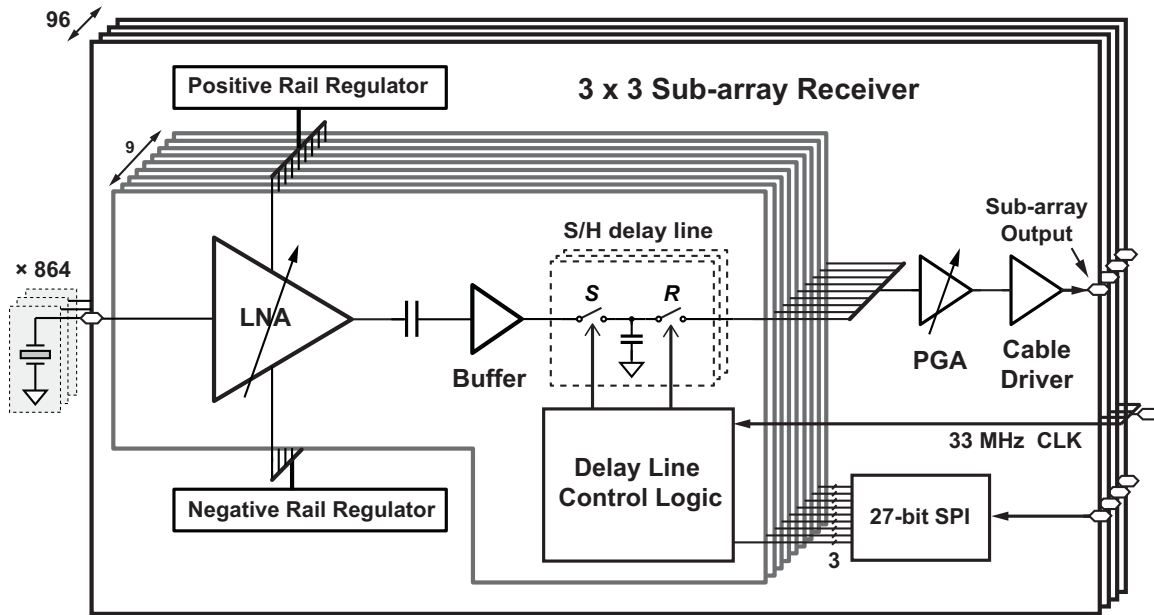 96
Positive Rail Regulator
3 x 3 Sub-array Receiver
9
S/H delay line
Sub-array
Output
× 864
S
R
LNA
Buffer
PGA
Cable
Driver
33 MHz CLK
Delay Line
Control Logic
Negative Rail Regulator
27-bit SPI
3